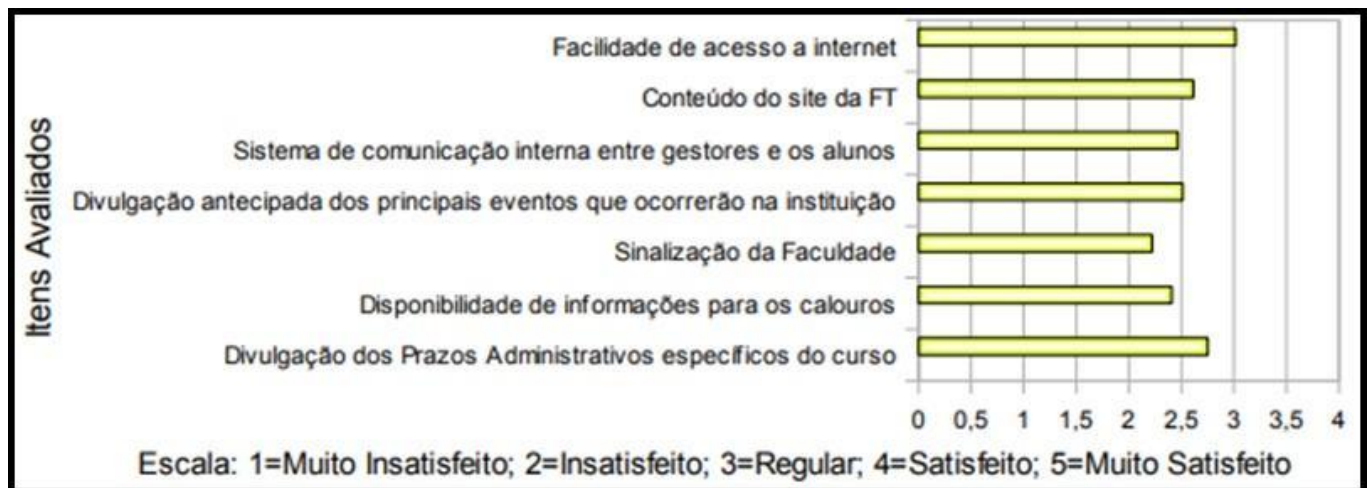 Itens Avaliados
Facilidade de acesso a internet
Conteúdo do site da FT
Sistema de comunicação interna entre gestores e os alunos
Divulgação antecipada dos principais eventos que ocorrerão na instituição
Sinalização da Faculdade
Disponibilidade de informações para os calouros
Divulgação dos Prazos Administrativos específicos do curso
0 0,5 1 1,5 2 2,5 3 3,5 4
Escala: 1=Muito Insatisfeito; 2=Insatisfeito; 3=Regular; 4=Satisfeito; 5=Muito Satisfeito